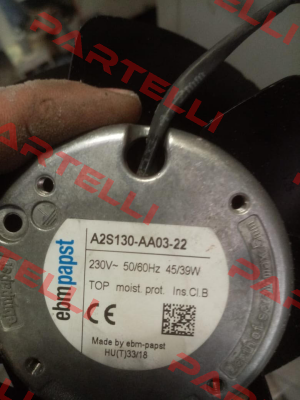 PARTELLI
PARTELLI
PARTELLI
ebmpapst
A2S130-AA03-22
230V~ 50/60Hz 45/39W
TOP moist. prot. Ins.Cl.B
CE
Made by ebm-papst
HU(T)33/18